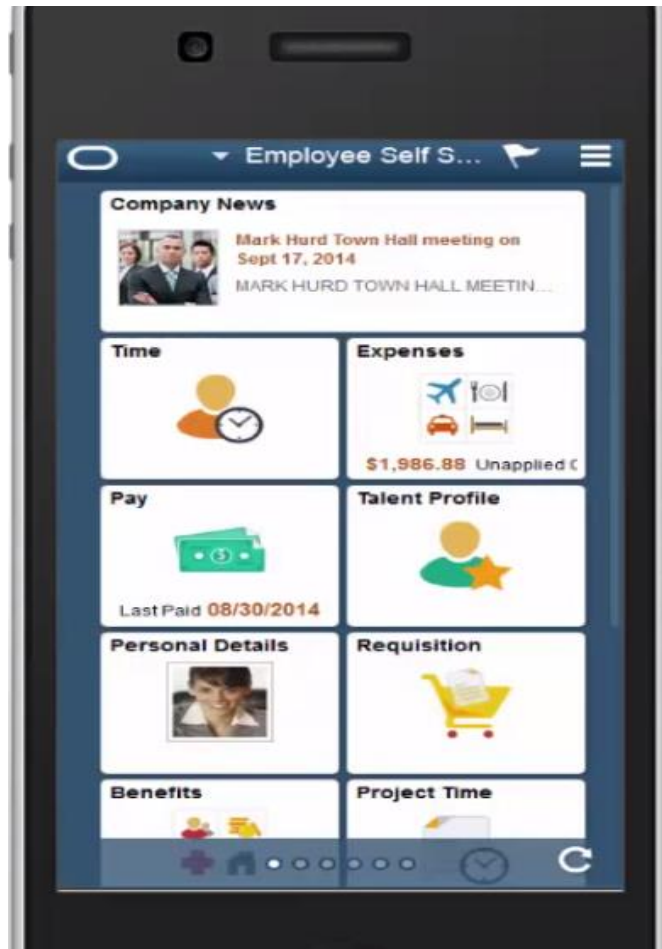 Employee Self S...
Company News
Mark Hurd Town Hall meeting on
Sept 17, 2014
MARK HURD TOWN HALL MEETIN...
Time
Expenses
$1,986.88 Unapplied
Pay
Talent Profile
Last Paid 08/30/2014
Personal Details
Requisition
Benefits
Project Time